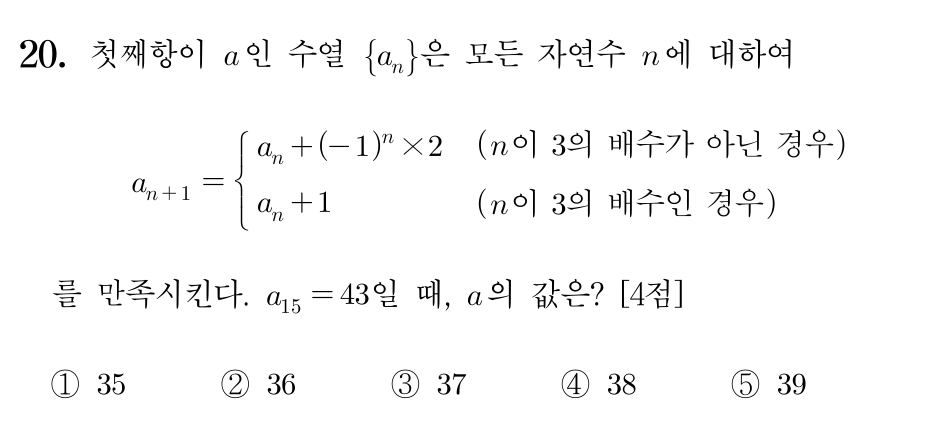 20. 첫째항이 a인 수열 {aₙ}은 모든 자연수 n에 대하여
aₙ₊₁ = { aₙ+(−1)ⁿ×2 (n이 3의 배수가 아닌 경우)
aₙ+1 (n이 3의 배수인 경우)
를 만족시킨다. a₁₅=43일 때, a의 값은? [4점]
① 35 ② 36 ③ 37 ④ 38 ⑤ 39